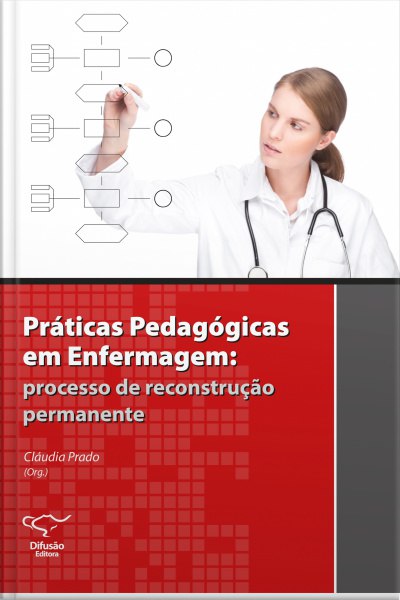 Práticas Pedagógicas
em Enfermagem:
processo de reconstrução
permanente
Cláudia Prado
(Org.)
Difusão
Editora